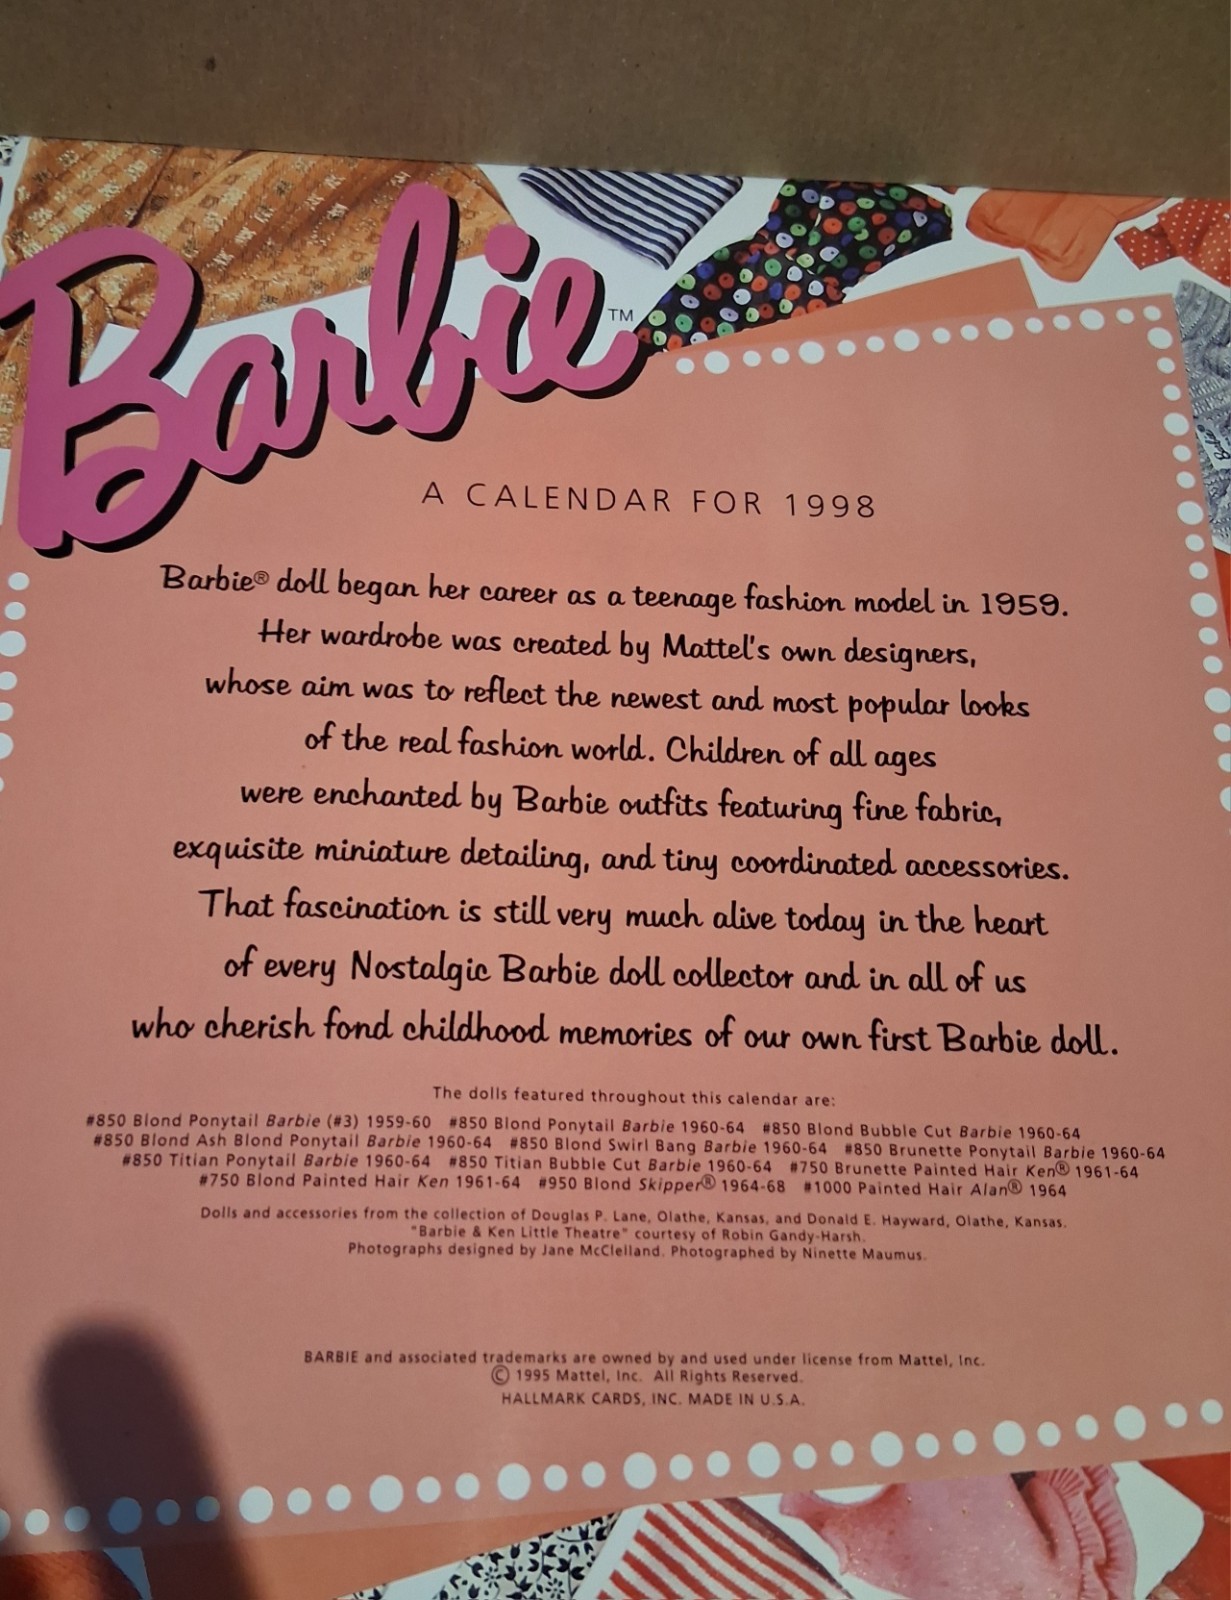 Barbie™
A CALENDAR FOR 1998
Barbie® doll began her career as a teenage fashion model in 1959.
Her wardrobe was created by Mattel's own designers,
whose aim was to reflect the newest and most popular looks
of the real fashion world. Children of all ages
were enchanted by Barbie outfits featuring fine fabric,
exquisite miniature detailing, and tiny coordinated accessories.
That fascination is still very much alive today in the heart
of every Nostalgic Barbie doll collector and in all of us
who cherish fond childhood memories of our own first Barbie doll.
The dolls featured throughout this calendar are:
#850 Blond Ponytail Barbie (#3) 1959-60 #850 Blond Ponytail Barbie 1960-64 #850 Blond Bubble Cut Barbie 1960-64
#850 Blond Ash Blond Ponytail Barbie 1960-64 #850 Blond Swirl Bang Barbie 1960-64 #850 Brunette Ponytail Barbie 1960-64
#850 Titian Ponytail Barbie 1960-64 #850 Titian Bubble Cut Barbie 1960-64 #750 Brunette Painted Hair Ken® 1961-64
#750 Blond Painted Hair Ken 1961-64 #950 Blond Skipper® 1964-68 #1000 Painted Hair Alan® 1964
Dolls and accessories from the collection of Douglas P. Lane, Olathe, Kansas, and Donald E. Hayward, Olathe, Kansas.
"Barbie & Ken Little Theatre" courtesy of Robin Gandy-Harsh.
Photographs designed by Jane McClelland. Photographed by Ninette Maumus.
BARBIE and associated trademarks are owned by and used under license from Mattel, Inc.
© 1995 Mattel, Inc. All Rights Reserved.
HALLMARK CARDS, INC. MADE IN U.S.A.
Barbie